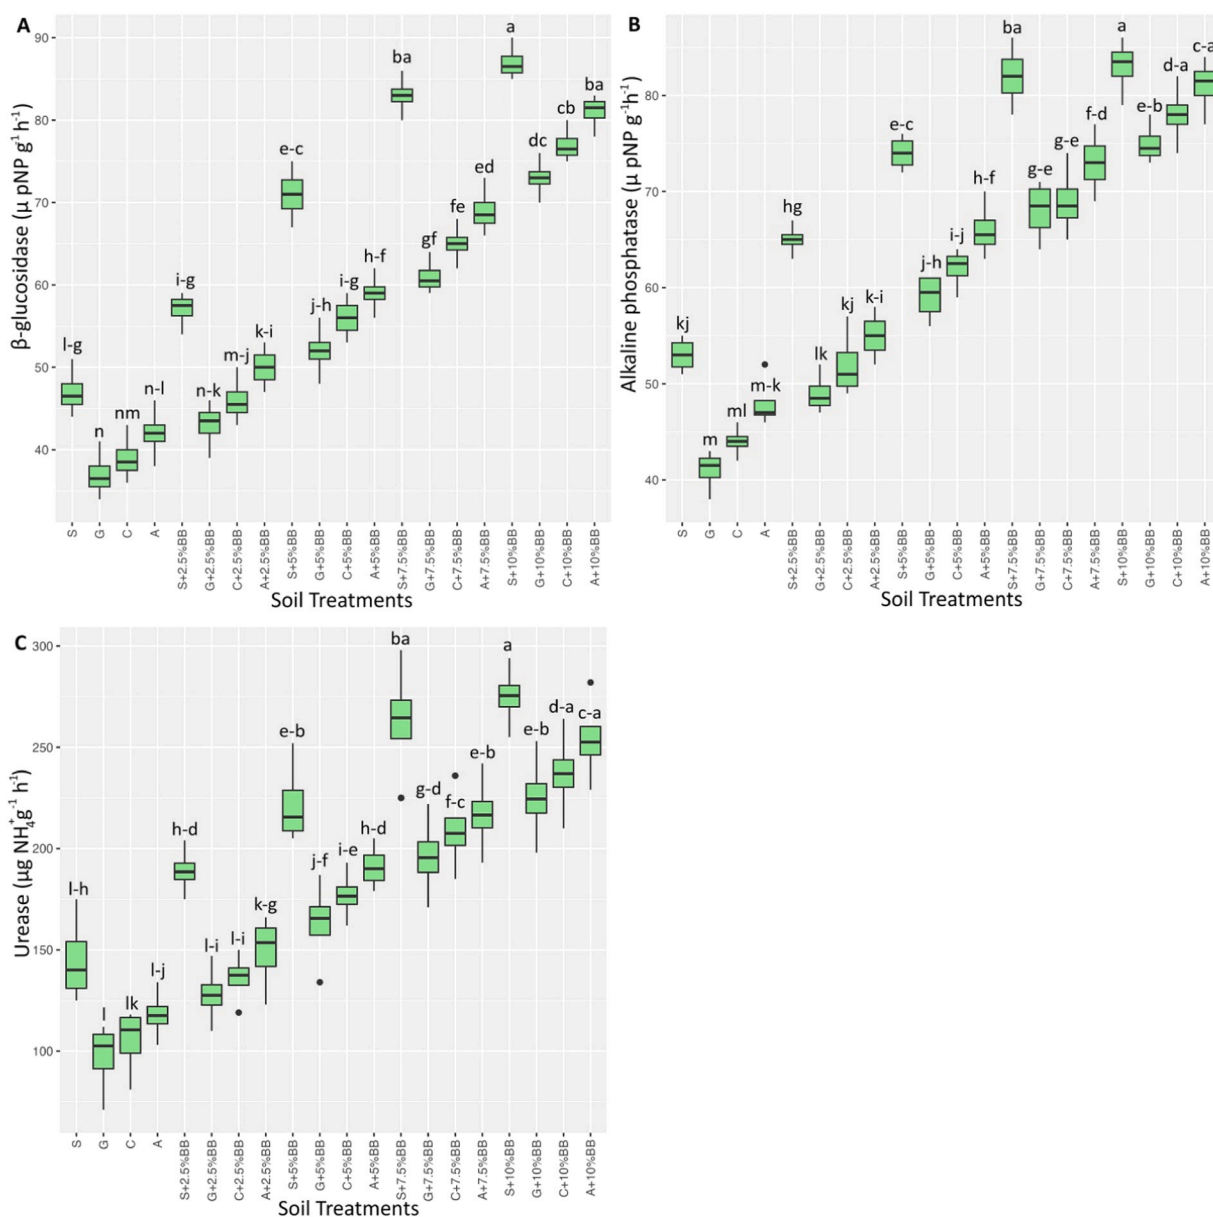 A
β-glucosidase (µ pNP g¹ h⁻¹)
90
80
70
60
50
40
l-g
n
nm
n-l
i-g
n-k
m-j
k-i
e-c
j-h
i-g
h-f
ba
gf
fe
ed
a
dc
cb
ba
S
G
C
A
S+2.5%BB
G+2.5%BB
C+2.5%BB
A+2.5%BB
S+5%BB
G+5%BB
C+5%BB
A+5%BB
S+7.5%BB
G+7.5%BB
C+7.5%BB
A+7.5%BB
S+10%BB
G+10%BB
C+10%BB
A+10%BB
Soil Treatments
B
Alkaline phosphatase (µ pNP g⁻¹h⁻¹)
80
70
60
50
40
kj
m
ml
m-k
hg
lk
kj
k-i
e-c
j-h
i-j
h-f
ba
g-e
g-e
f-d
a
e-b
d-a
c-a
S
G
C
A
S+2.5%BB
G+2.5%BB
C+2.5%BB
A+2.5%BB
S+5%BB
G+5%BB
C+5%BB
A+5%BB
S+7.5%BB
G+7.5%BB
C+7.5%BB
A+7.5%BB
S+10%BB
G+10%BB
C+10%BB
A+10%BB
Soil Treatments
C
Urease (µg NH₄⁺g⁻¹ h⁻¹)
300
250
200
150
100
l-h
l
lk
l-j
h-d
l-i
l-i
k-g
e-b
j-f
i-e
h-d
ba
g-d
f-c
e-b
a
e-b
d-a
c-a
S
G
C
A
S+2.5%BB
G+2.5%BB
C+2.5%BB
A+2.5%BB
S+5%BB
G+5%BB
C+5%BB
A+5%BB
S+7.5%BB
G+7.5%BB
C+7.5%BB
A+7.5%BB
S+10%BB
G+10%BB
C+10%BB
A+10%BB
Soil Treatments